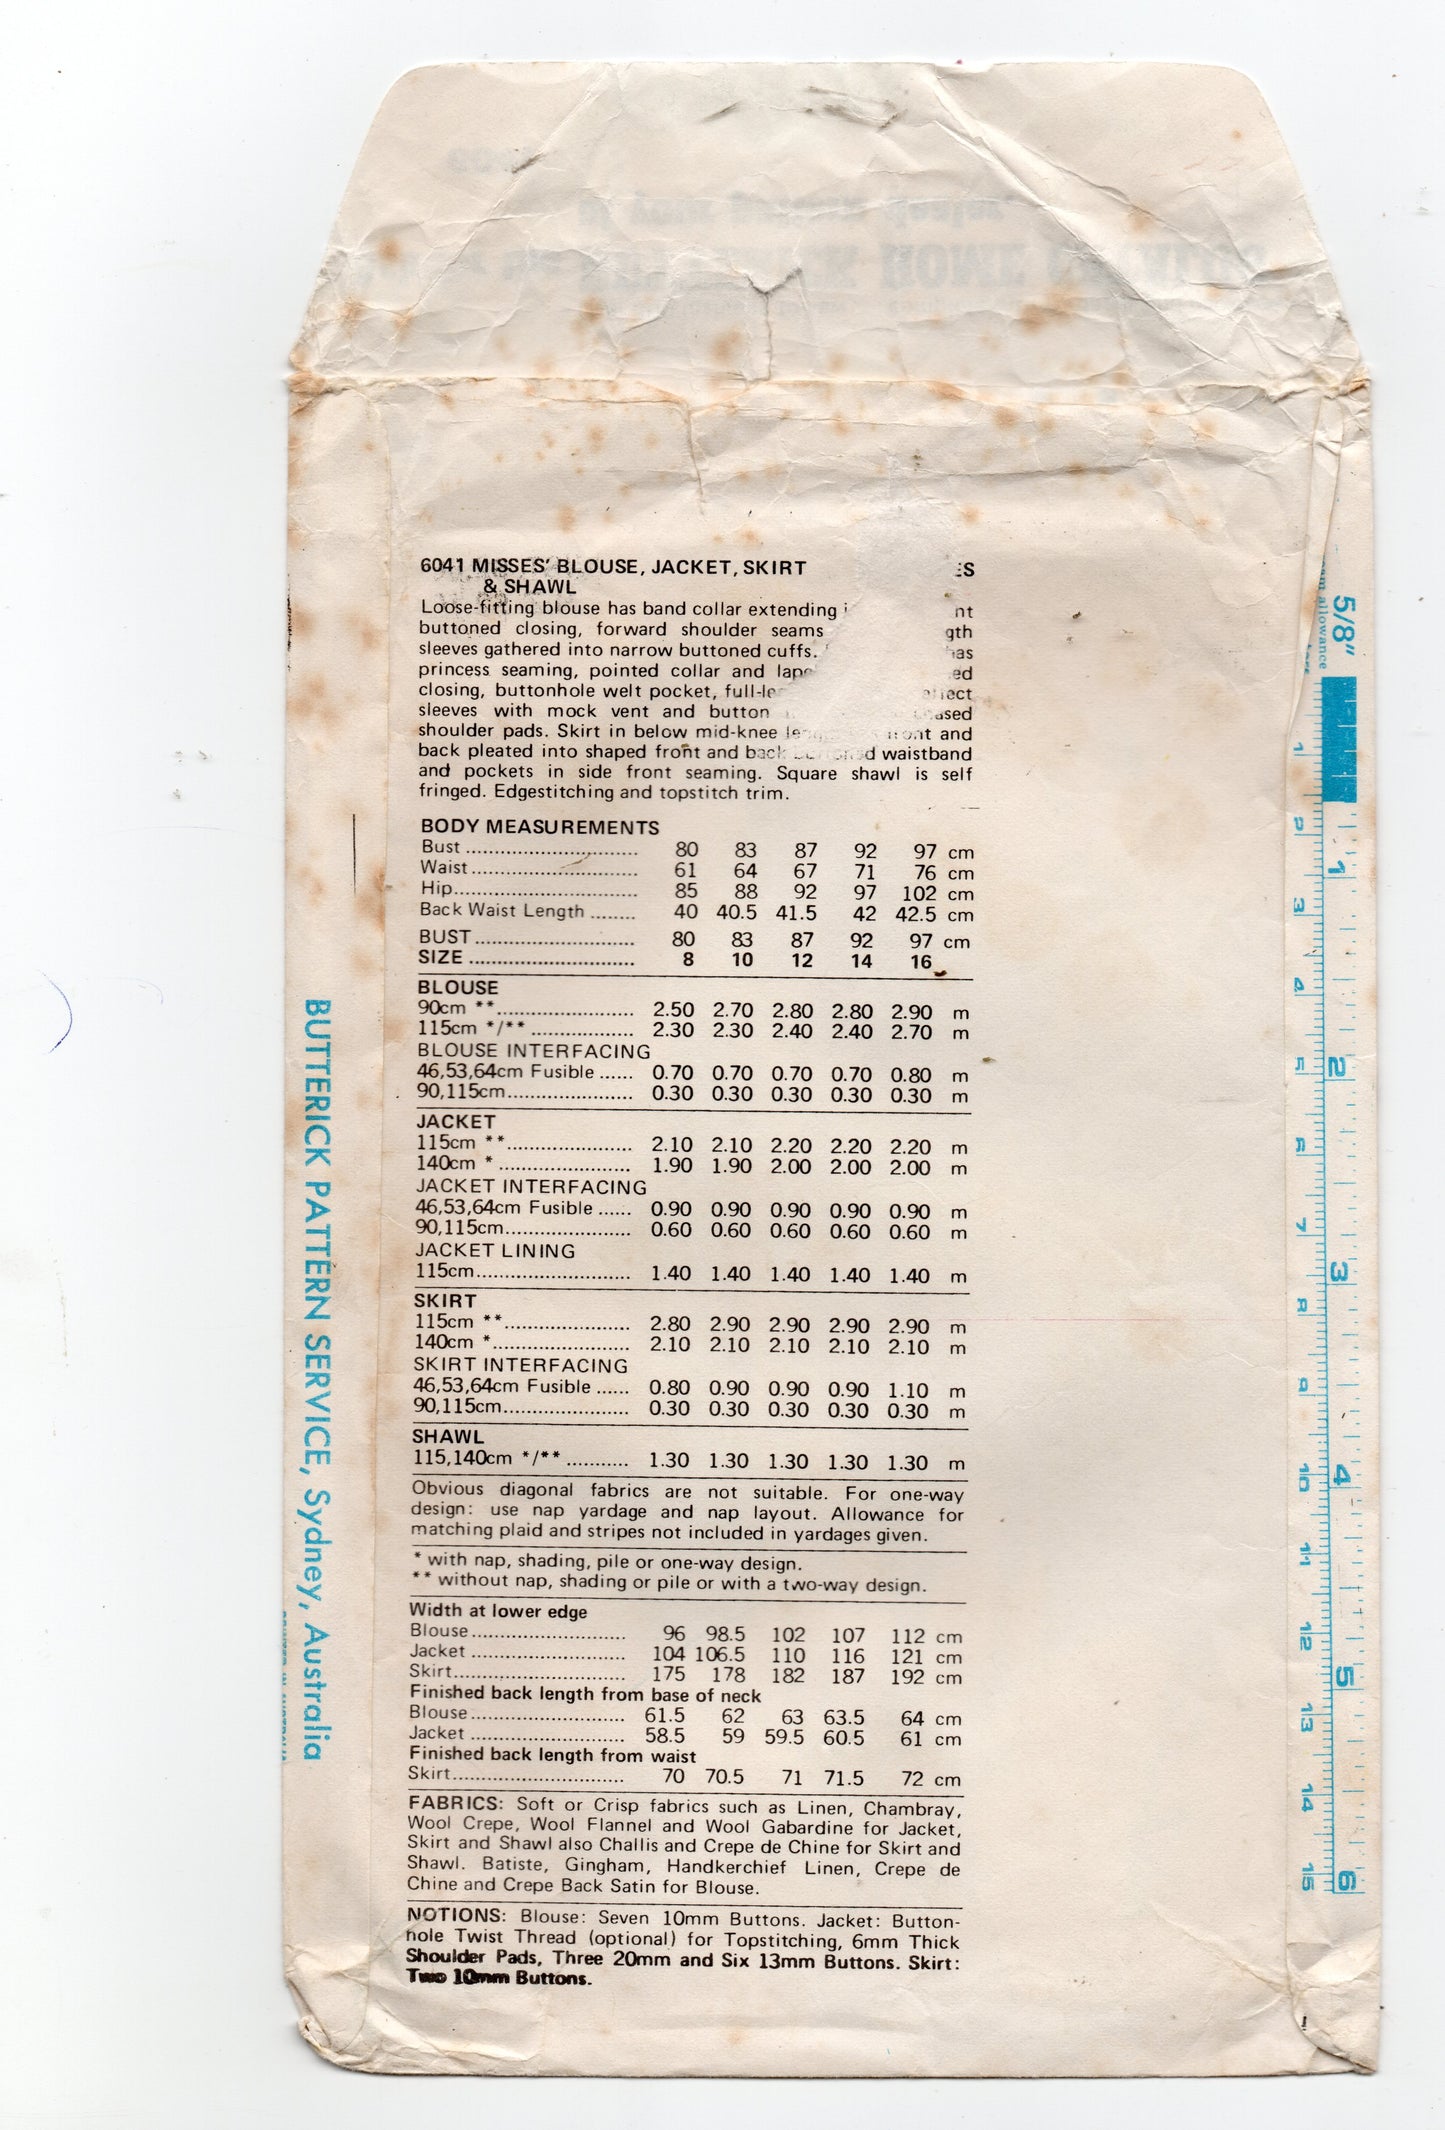 6041 MISSES' BLOUSE, JACKET, SKIRT
& SHAWL
Loose-fitting blouse has band collar extending
buttoned closing, forward shoulder seams
sleeves gathered into narrow buttoned cuffs. has
princess seaming, pointed collar and
closing, buttonhole welt pocket,
sleeves with mock vent and button
shoulder pads. Skirt in below mid-knee and
back pleated into shaped front and back waistband
and pockets in side front seaming. Square shawl is self
fringed. Edgestitching and topstitch trim.
BODY MEASUREMENTS
Bust ............................. 80 83 87 92 97 cm
Waist ............................ 61 64 67 71 76 cm
Hip............................... 85 88 92 97 102 cm
Back Waist Length ........ 40 40.5 41.5 42 42.5 cm
BUST ........................... 80 83 87 92 97 cm
SIZE ............................ 8 10 12 14 16
BLOUSE
90cm **....................... 2.50 2.70 2.80 2.80 2.90 m
115cm */** ................. 2.30 2.30 2.40 2.40 2.70 m
BLOUSE INTERFACING
46,53,64cm Fusible ...... 0.70 0.70 0.70 0.70 0.80 m
90,115cm..................... 0.30 0.30 0.30 0.30 0.30 m
JACKET
115cm **..................... 2.10 2.10 2.20 2.20 2.20 m
140cm * ...................... 1.90 1.90 2.00 2.00 2.00 m
JACKET INTERFACING
46,53,64cm Fusible ...... 0.90 0.90 0.90 0.90 0.90 m
90,115cm..................... 0.60 0.60 0.60 0.60 0.60 m
JACKET LINING
115cm.......................... 1.40 1.40 1.40 1.40 1.40 m
SKIRT
115cm **..................... 2.80 2.90 2.90 2.90 2.90 m
140cm *....................... 2.10 2.10 2.10 2.10 2.10 m
SKIRT INTERFACING
46,53,64cm Fusible ...... 0.80 0.90 0.90 0.90 1.10 m
90,115cm..................... 0.30 0.30 0.30 0.30 0.30 m
SHAWL
115,140cm */** ........... 1.30 1.30 1.30 1.30 1.30 m
Obvious diagonal fabrics are not suitable. For one-way
design: use nap yardage and nap layout. Allowance for
matching plaid and stripes not included in yardages given.
* with nap, shading, pile or one-way design.
** without nap, shading or pile or with a two-way design.
Width at lower edge
Blouse.......................... 96 98.5 102 107 112 cm
Jacket .......................... 104 106.5 110 116 121 cm
Skirt............................. 175 178 182 187 192 cm
Finished back length from base of neck
Blouse.......................... 61.5 62 63 63.5 64 cm
Jacket .......................... 58.5 59 59.5 60.5 61 cm
Finished back length from waist
Skirt............................. 70 70.5 71 71.5 72 cm
FABRICS: Soft or Crisp fabrics such as Linen, Chambray,
Wool Crepe, Wool Flannel and Wool Gabardine for Jacket,
Skirt and Shawl also Challis and Crepe de Chine for Skirt and
Shawl. Batiste, Gingham, Handkerchief Linen, Crepe de
Chine and Crepe Back Satin for Blouse.
NOTIONS: Blouse: Seven 10mm Buttons. Jacket: Button-
hole Twist Thread (optional) for Topstitching, 6mm Thick
Shoulder Pads, Three 20mm and Six 13mm Buttons. Skirt:
Two 10mm Buttons.
BUTTERICK PATTERN SERVICE, Sydney, Australia
5/8"
allowance
1 2 3 4 5 6 7 8 9 10 11 12 13 14 15
1 2 3 4 5 6